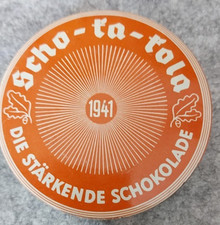 Scho-ka-kola
1941
DIE STÄRKENDE SCHOKOLADE